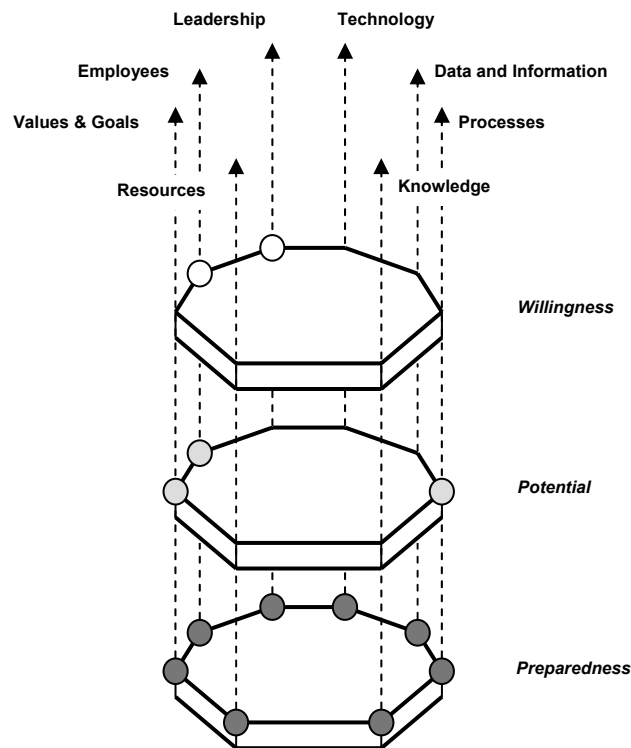 Leadership
Technology
Employees
Data and Information
Values & Goals
Processes
Resources
Knowledge
Willingness
Potential
Preparedness